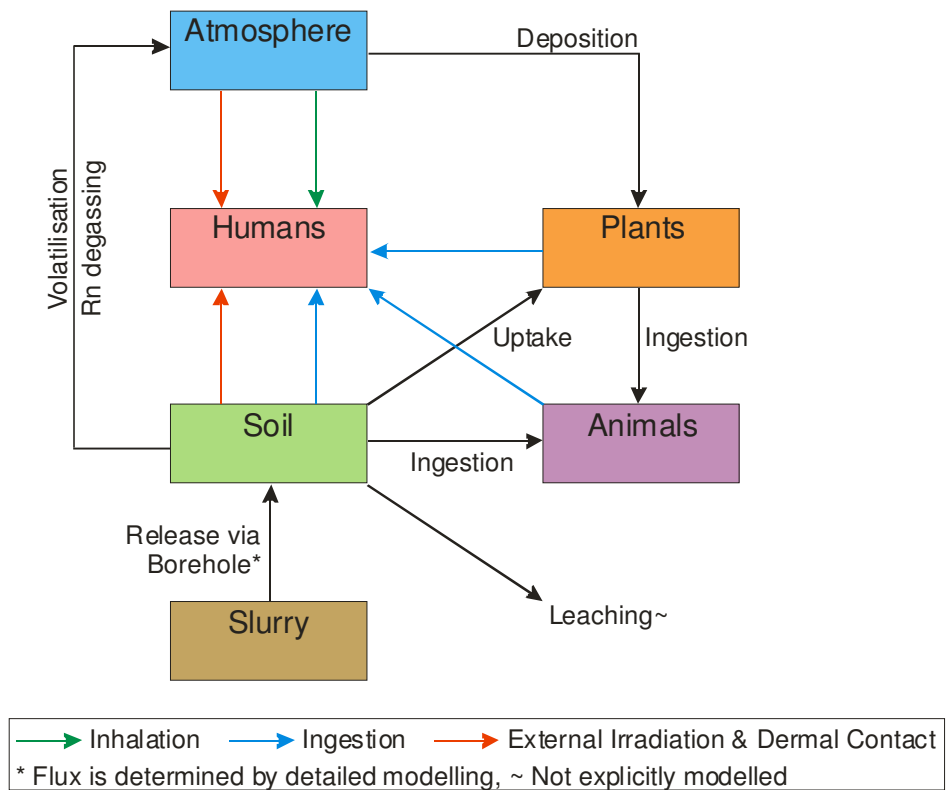 Atmosphere
Deposition
Volatilisation
Rn degassing
Humans
Plants
Uptake
Ingestion
Soil
Animals
Ingestion
Release via
Borehole*
Slurry
Leaching~
Inhalation
Ingestion
External Irradiation & Dermal Contact
* Flux is determined by detailed modelling, ~ Not explicitly modelled